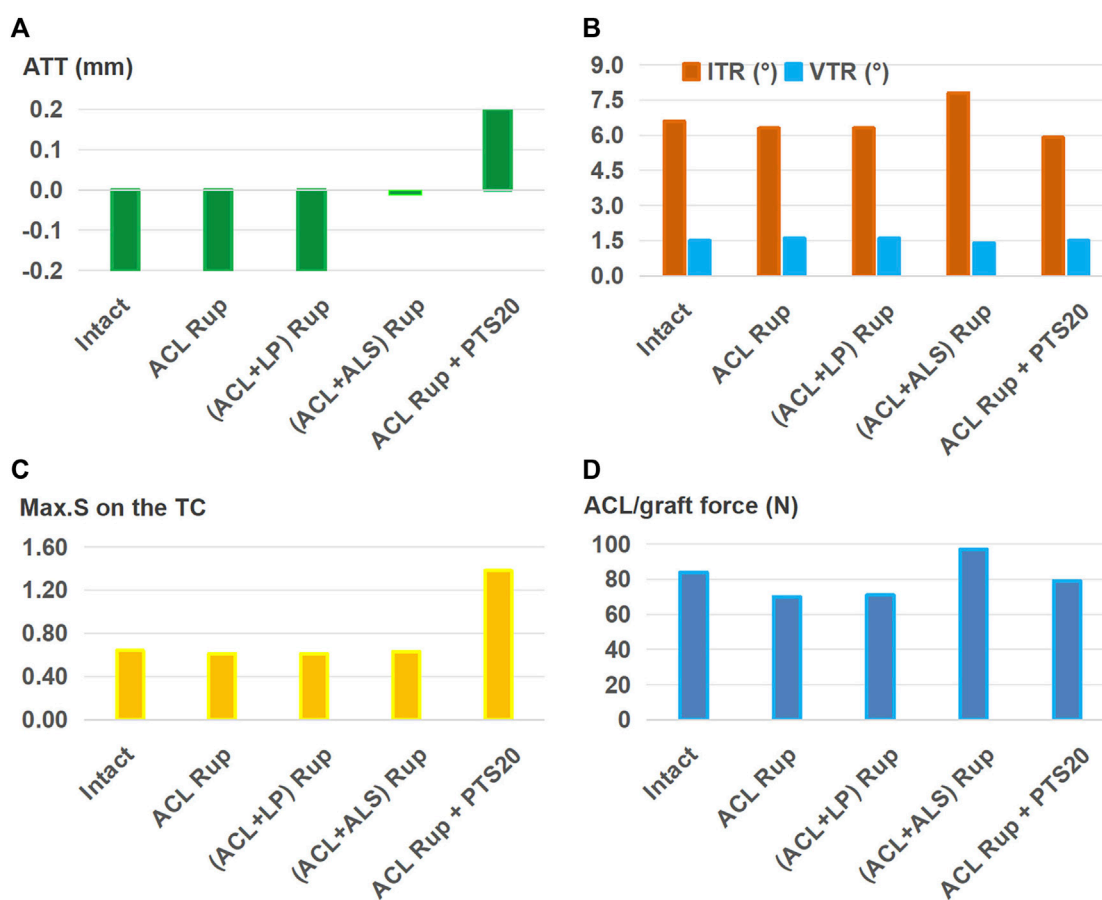 A
ATT (mm)
0.2
0.1
0.0
-0.1
-0.2
Intact
ACL Rup
(ACL+LP) Rup
(ACL+ALS) Rup
ACL Rup + PTS20
B
ITR (°) VTR (°)
9.0
7.5
6.0
4.5
3.0
1.5
0.0
Intact
ACL Rup
(ACL+LP) Rup
(ACL+ALS) Rup
ACL Rup + PTS20
C
Max.S on the TC
1.60
1.20
0.80
0.40
0.00
Intact
ACL Rup
(ACL+LP) Rup
(ACL+ALS) Rup
ACL Rup + PTS20
D
ACL/graft force (N)
100
80
60
40
20
0
Intact
ACL Rup
(ACL+LP) Rup
(ACL+ALS) Rup
ACL Rup + PTS20